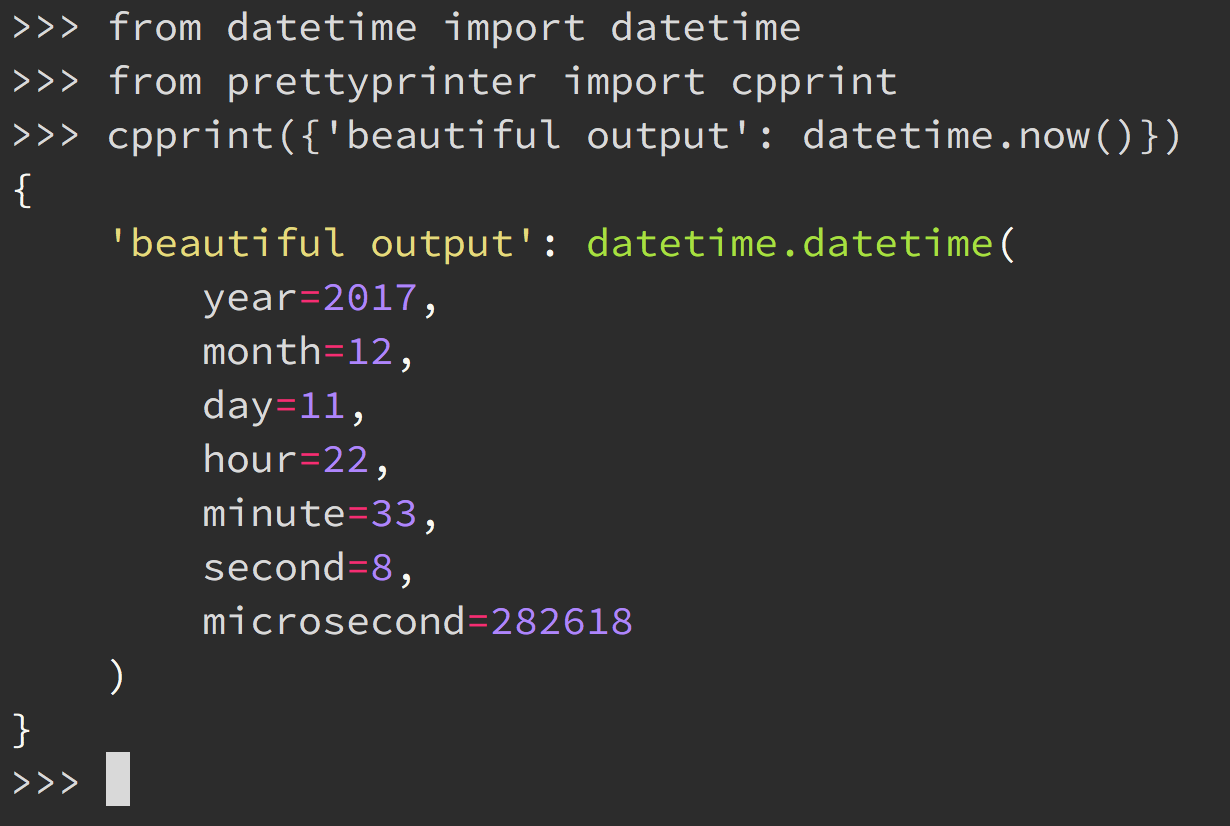 >>> from datetime import datetime
>>> from prettyprinter import cpprint
>>> cpprint({'beautiful output': datetime.now()})
{
    'beautiful output': datetime.datetime(
        year=2017,
        month=12,
        day=11,
        hour=22,
        minute=33,
        second=8,
        microsecond=282618
    )
}
>>>